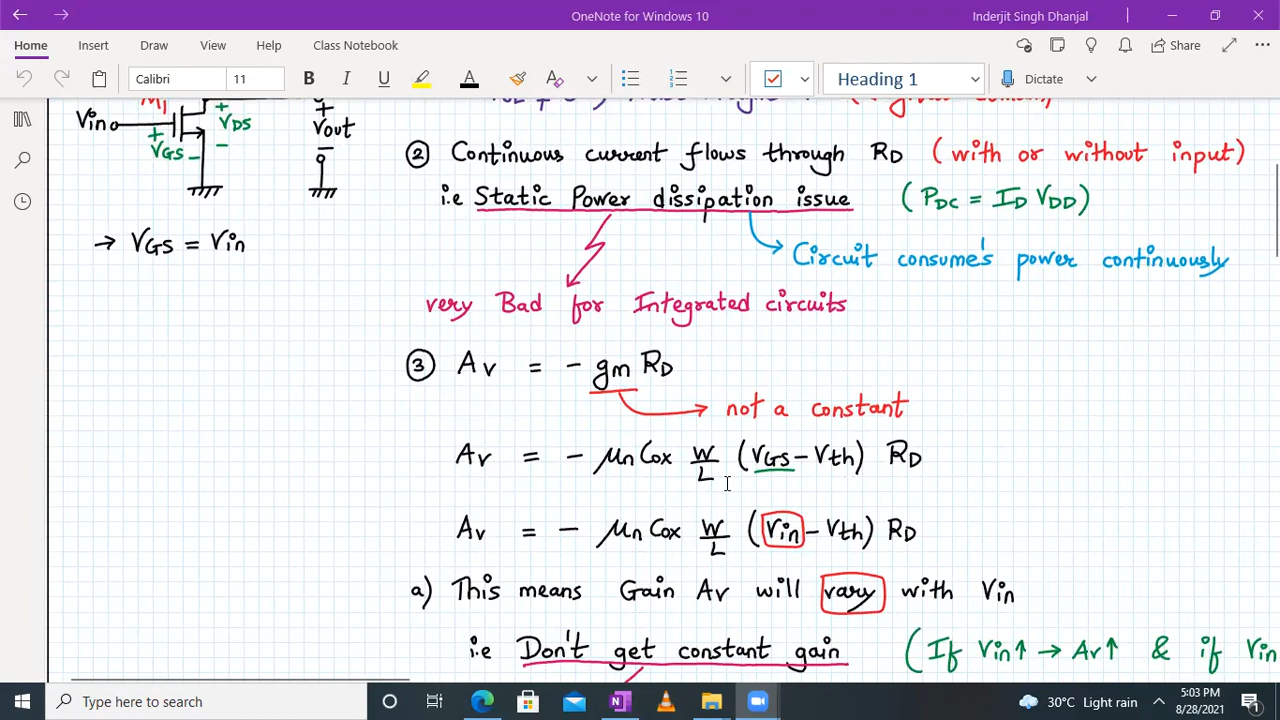 OneNote for Windows 10
Inderjit Singh Dhanjal
Home Insert Draw View Help Class Notebook Share
Calibri 11 B I U A Heading 1 Dictate
M1
Vin
+ VGS -
+ VDS -
+ Vout -
② Continuous current flows through RD (with or without input)
i.e Static Power dissipation issue (PDC = ID VDD)
→ VGS = Vin
Circuit consume's power continuously
very Bad for Integrated circuits
③ Av = - gm RD
not a constant
Av = - μn Cox W/L (VGS - Vth) RD
Av = - μn Cox W/L (Vin - Vth) RD
a) This means Gain Av will vary with Vin
i.e Don't get constant gain (If Vin↑ → Av↑ & if Vin
Type here to search
30°C Light rain
5:03 PM
8/28/2021
1